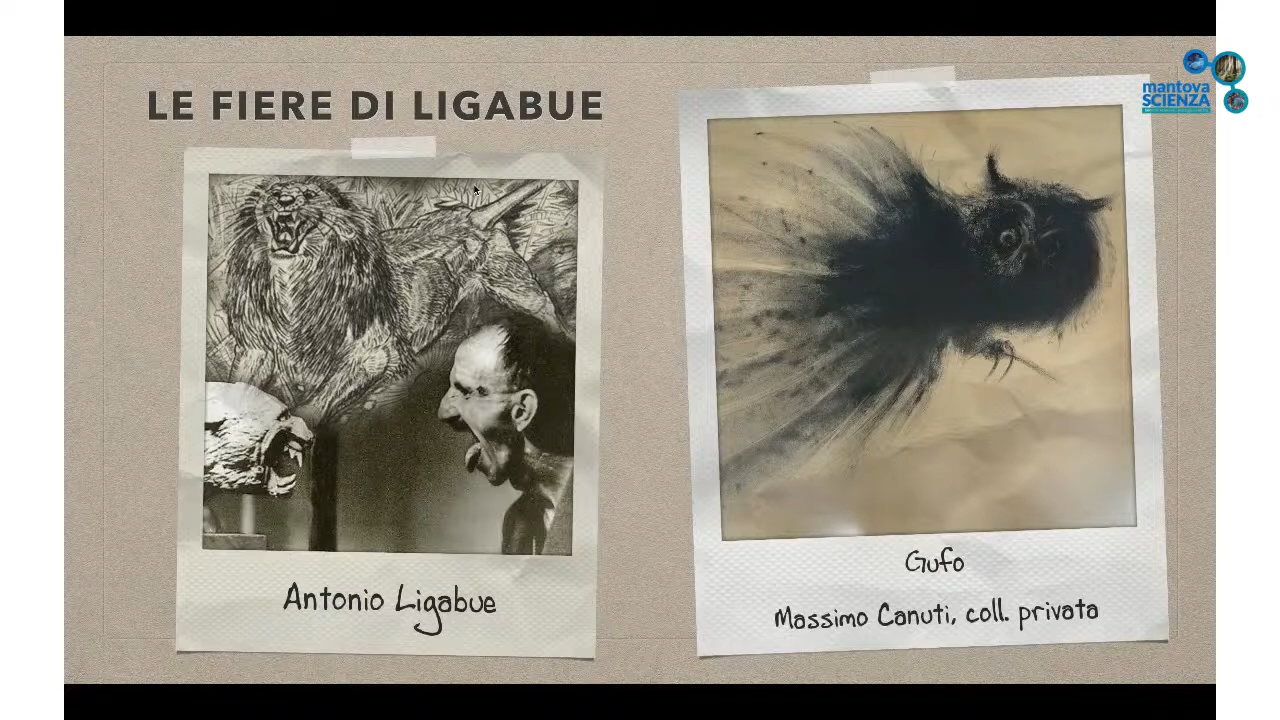 LE FIERE DI LIGABUE
mantova
SCIENZA
Antonio Ligabue
Gufo
Massimo Canuti, coll. privata